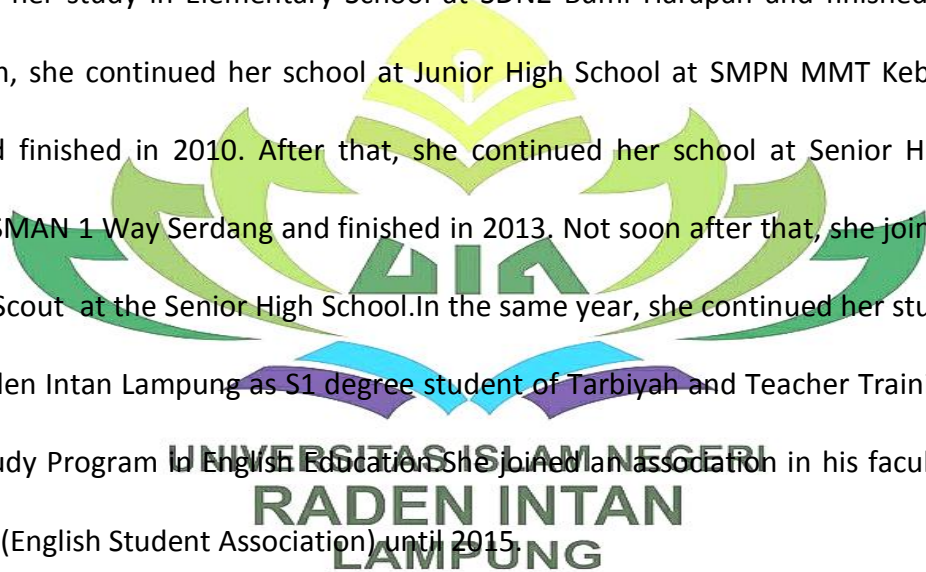 her study in Elementary School at SDN2 Bumi Harapan and finished
she continued her school at Junior High School at SMPN MMT Keb
finished in 2010. After that, she continued her school at Senior H
SMAN 1 Way Serdang and finished in 2013. Not soon after that, she join
Scout at the Senior High School.In the same year, she continued her stu
den Intan Lampung as S1 degree student of Tarbiyah and Teacher Traini
udy Program in English Education.She joined an association in his facul
UNIVERSITAS ISLAM NEGERI
RADEN INTAN
(English Student Association) until 2015.
LAMPUNG